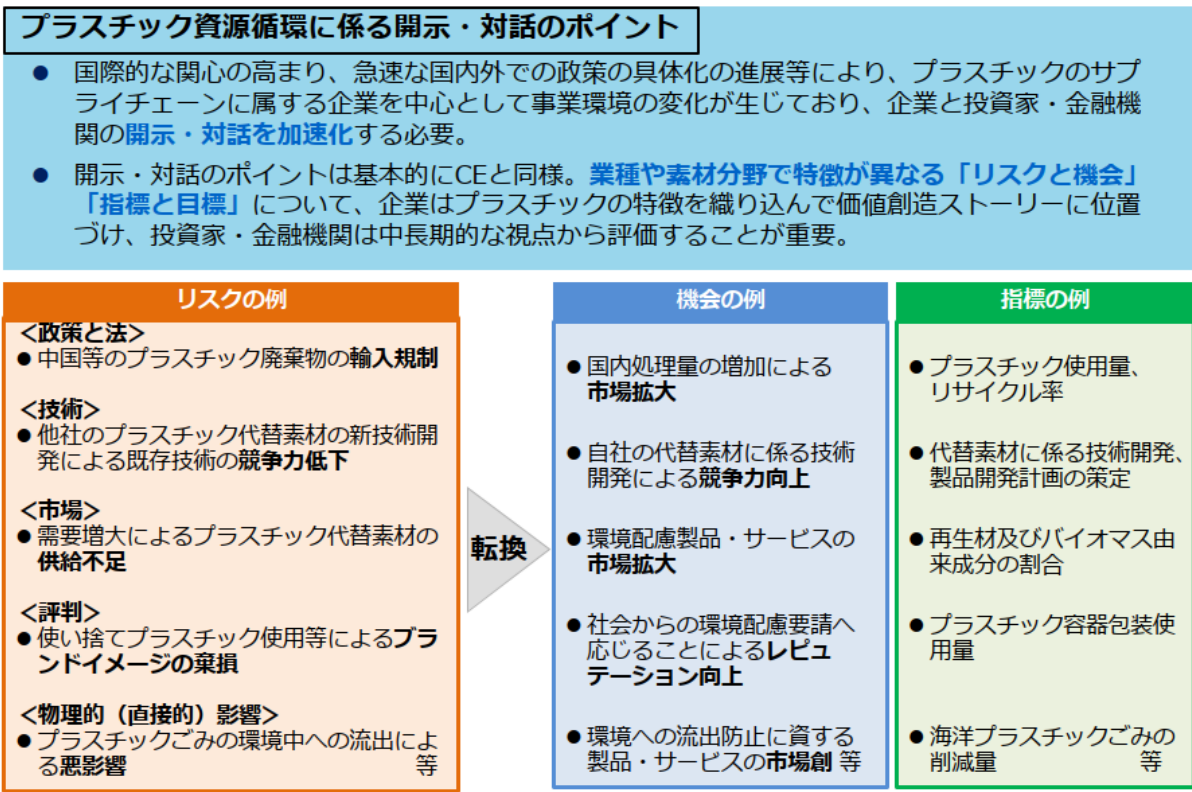 プラスチック資源循環に係る開示・対話のポイント
● 国際的な関心の高まり、急速な国内外での政策の具体化の進展等により、プラスチックのサプ
ライチェーンに属する企業を中心として事業環境の変化が生じており、企業と投資家・金融機
関の開示・対話を加速化する必要。
● 開示・対話のポイントは基本的にCEと同様。業種や素材分野で特徴が異なる「リスクと機会」
「指標と目標」について、企業はプラスチックの特徴を織り込んで価値創造ストーリーに位置
づけ、投資家・金融機関は中長期的な視点から評価することが重要。
リスクの例
<政策と法>
●中国等のプラスチック廃棄物の輸入規制
<技術>
●他社のプラスチック代替素材の新技術開
発による既存技術の競争力低下
<市場>
●需要増大によるプラスチック代替素材の
供給不足
<評判>
●使い捨てプラスチック使用等によるブラ
ンドイメージの棄損
<物理的（直接的）影響>
●プラスチックごみの環境中への流出によ
る悪影響 等
転換
機会の例
●国内処理量の増加による
市場拡大
●自社の代替素材に係る技術
開発による競争力向上
●環境配慮製品・サービスの
市場拡大
●社会からの環境配慮要請へ
応じることによるレピュ
テーション向上
●環境への流出防止に資する
製品・サービスの市場創 等
指標の例
●プラスチック使用量、
リサイクル率
●代替素材に係る技術開発、
製品開発計画の策定
●再生材及びバイオマス由
来成分の割合
●プラスチック容器包装使
用量
●海洋プラスチックごみの
削減量 等